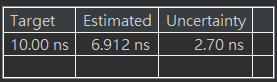 Target Estimated Uncertainty
10.00 ns 6.912 ns 2.70 ns